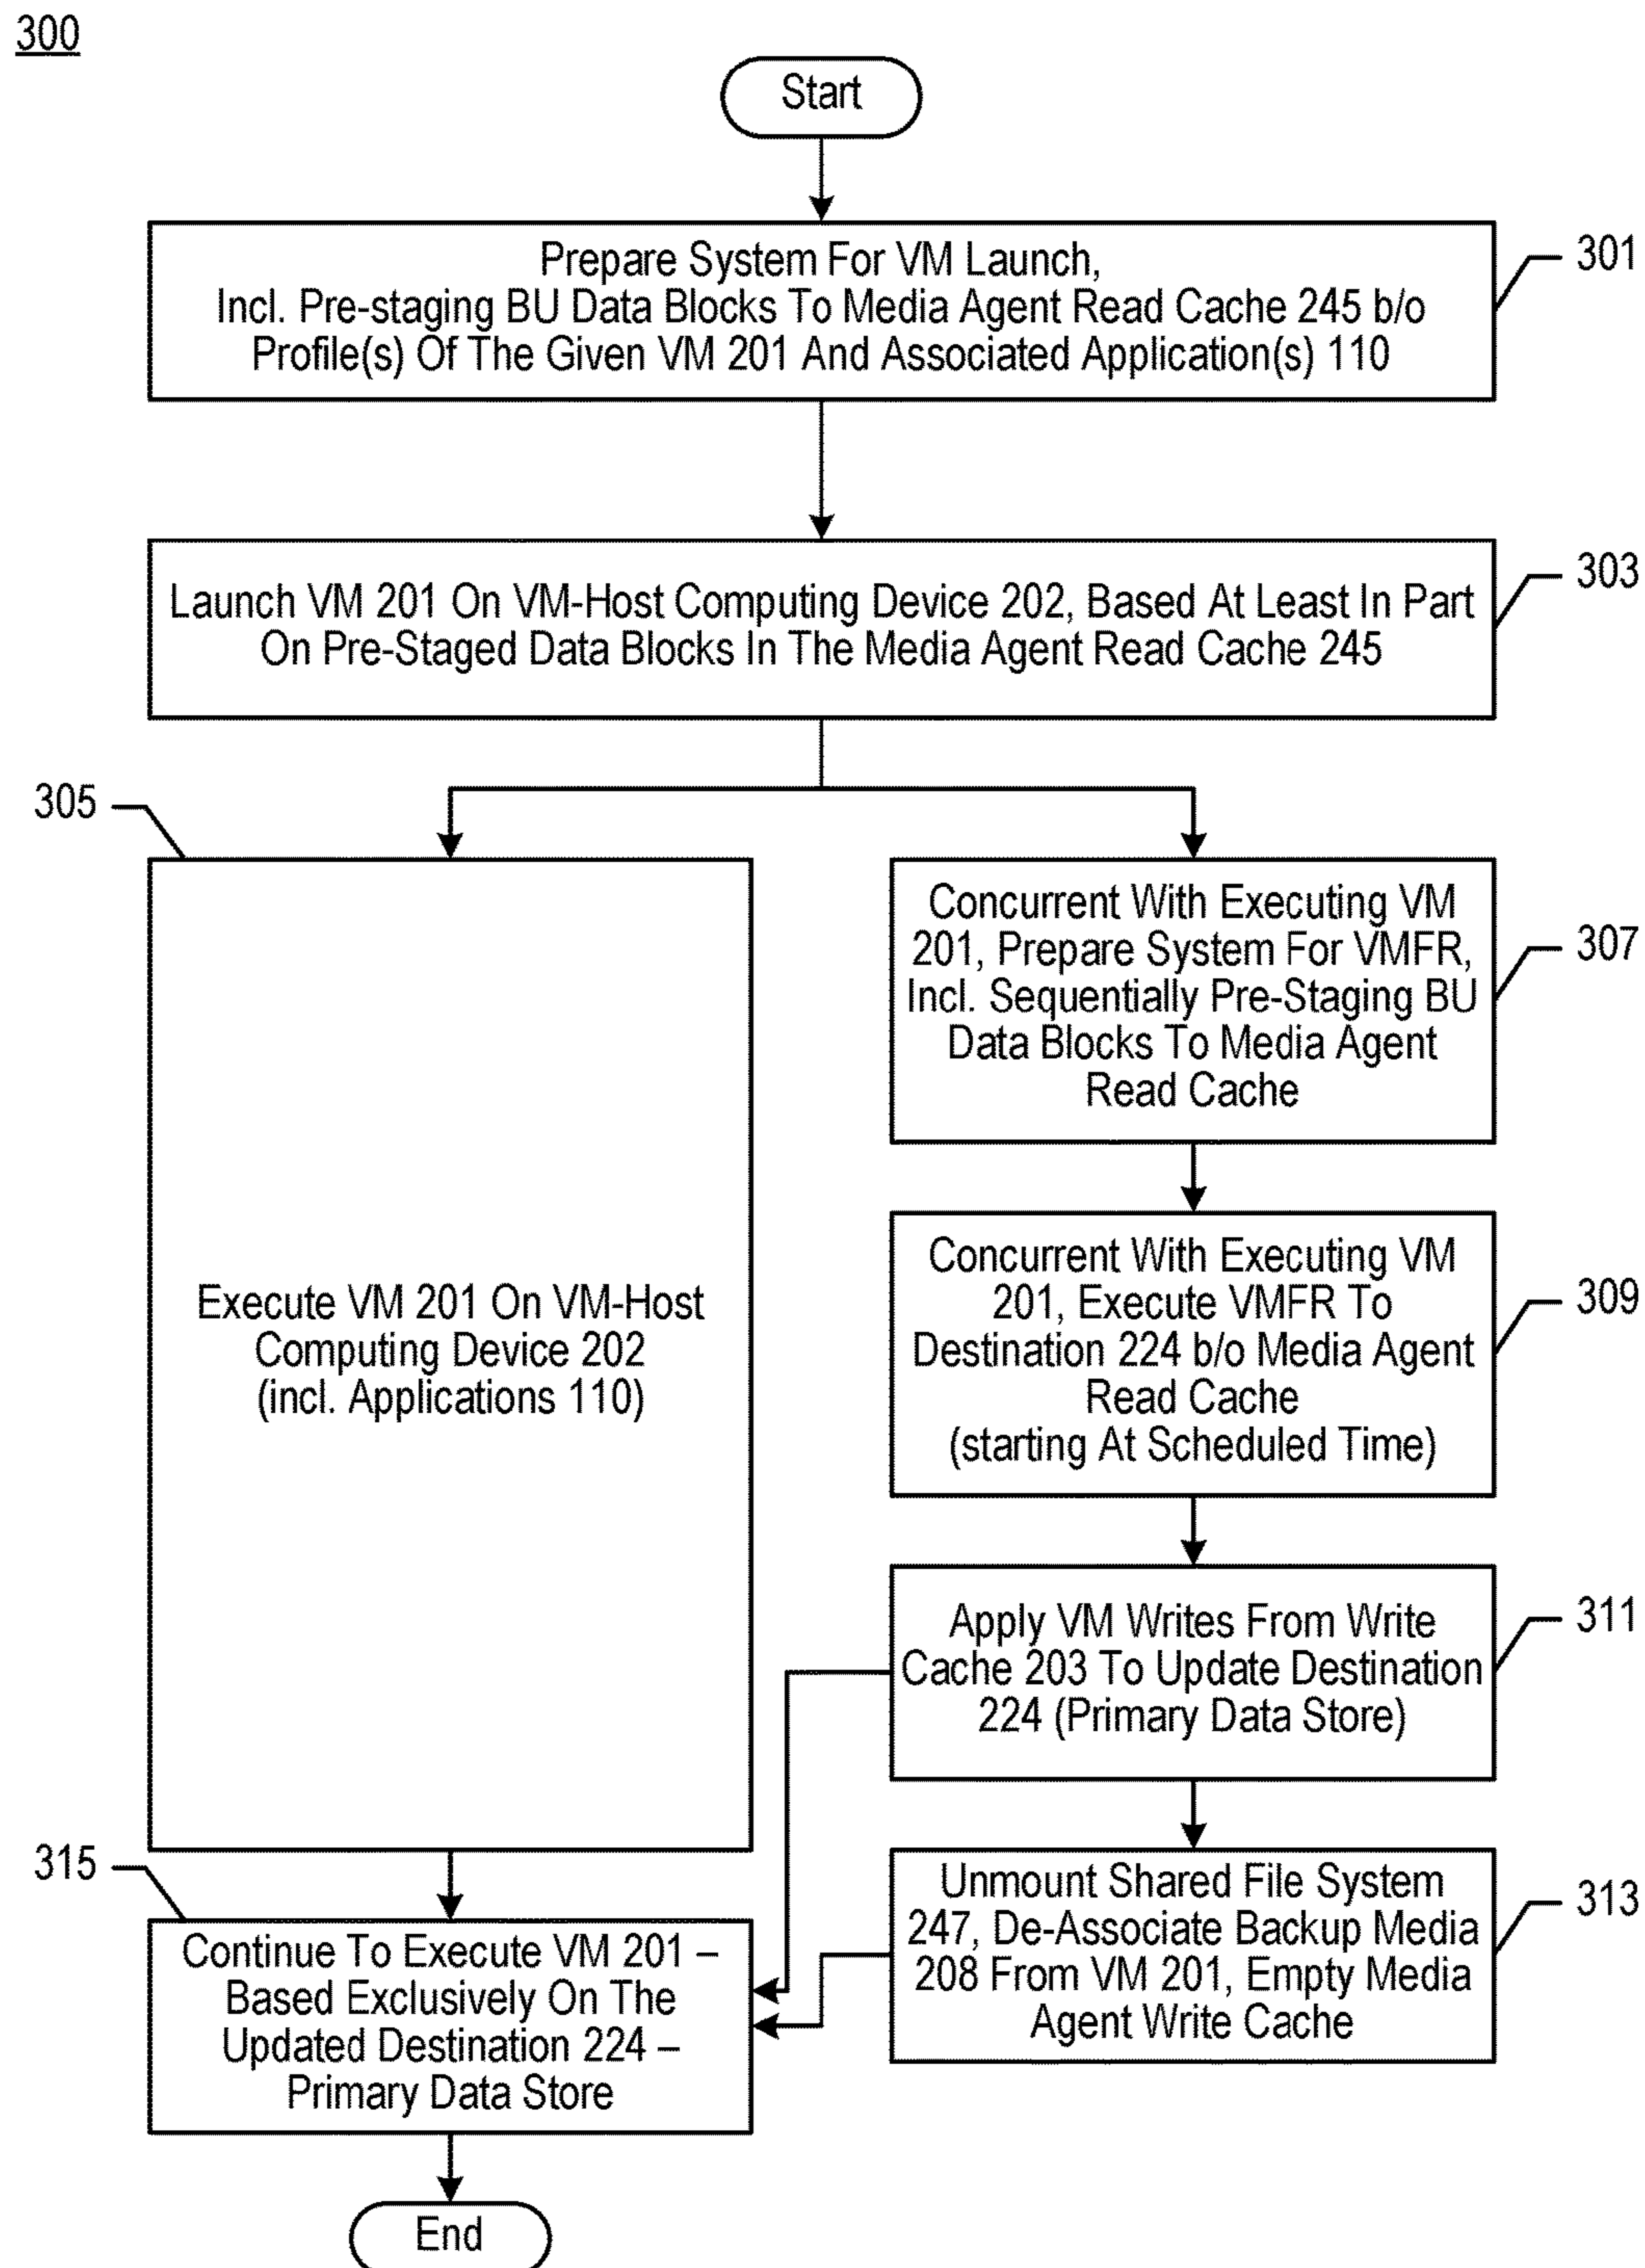 300
Start
Prepare System For VM Launch,
Incl. Pre-staging BU Data Blocks To Media Agent Read Cache 245 b/o
Profile(s) Of The Given VM 201 And Associated Application(s) 110
301
Launch VM 201 On VM-Host Computing Device 202, Based At Least In Part
On Pre-Staged Data Blocks In The Media Agent Read Cache 245
303
305
Execute VM 201 On VM-Host
Computing Device 202
(incl. Applications 110)
Concurrent With Executing VM
201, Prepare System For VMFR,
Incl. Sequentially Pre-Staging BU
Data Blocks To Media Agent
Read Cache
307
Concurrent With Executing VM
201, Execute VMFR To
Destination 224 b/o Media Agent
Read Cache
(starting At Scheduled Time)
309
Apply VM Writes From Write
Cache 203 To Update Destination
224 (Primary Data Store)
311
Unmount Shared File System
247, De-Associate Backup Media
208 From VM 201, Empty Media
Agent Write Cache
313
315
Continue To Execute VM 201 –
Based Exclusively On The
Updated Destination 224 –
Primary Data Store
End